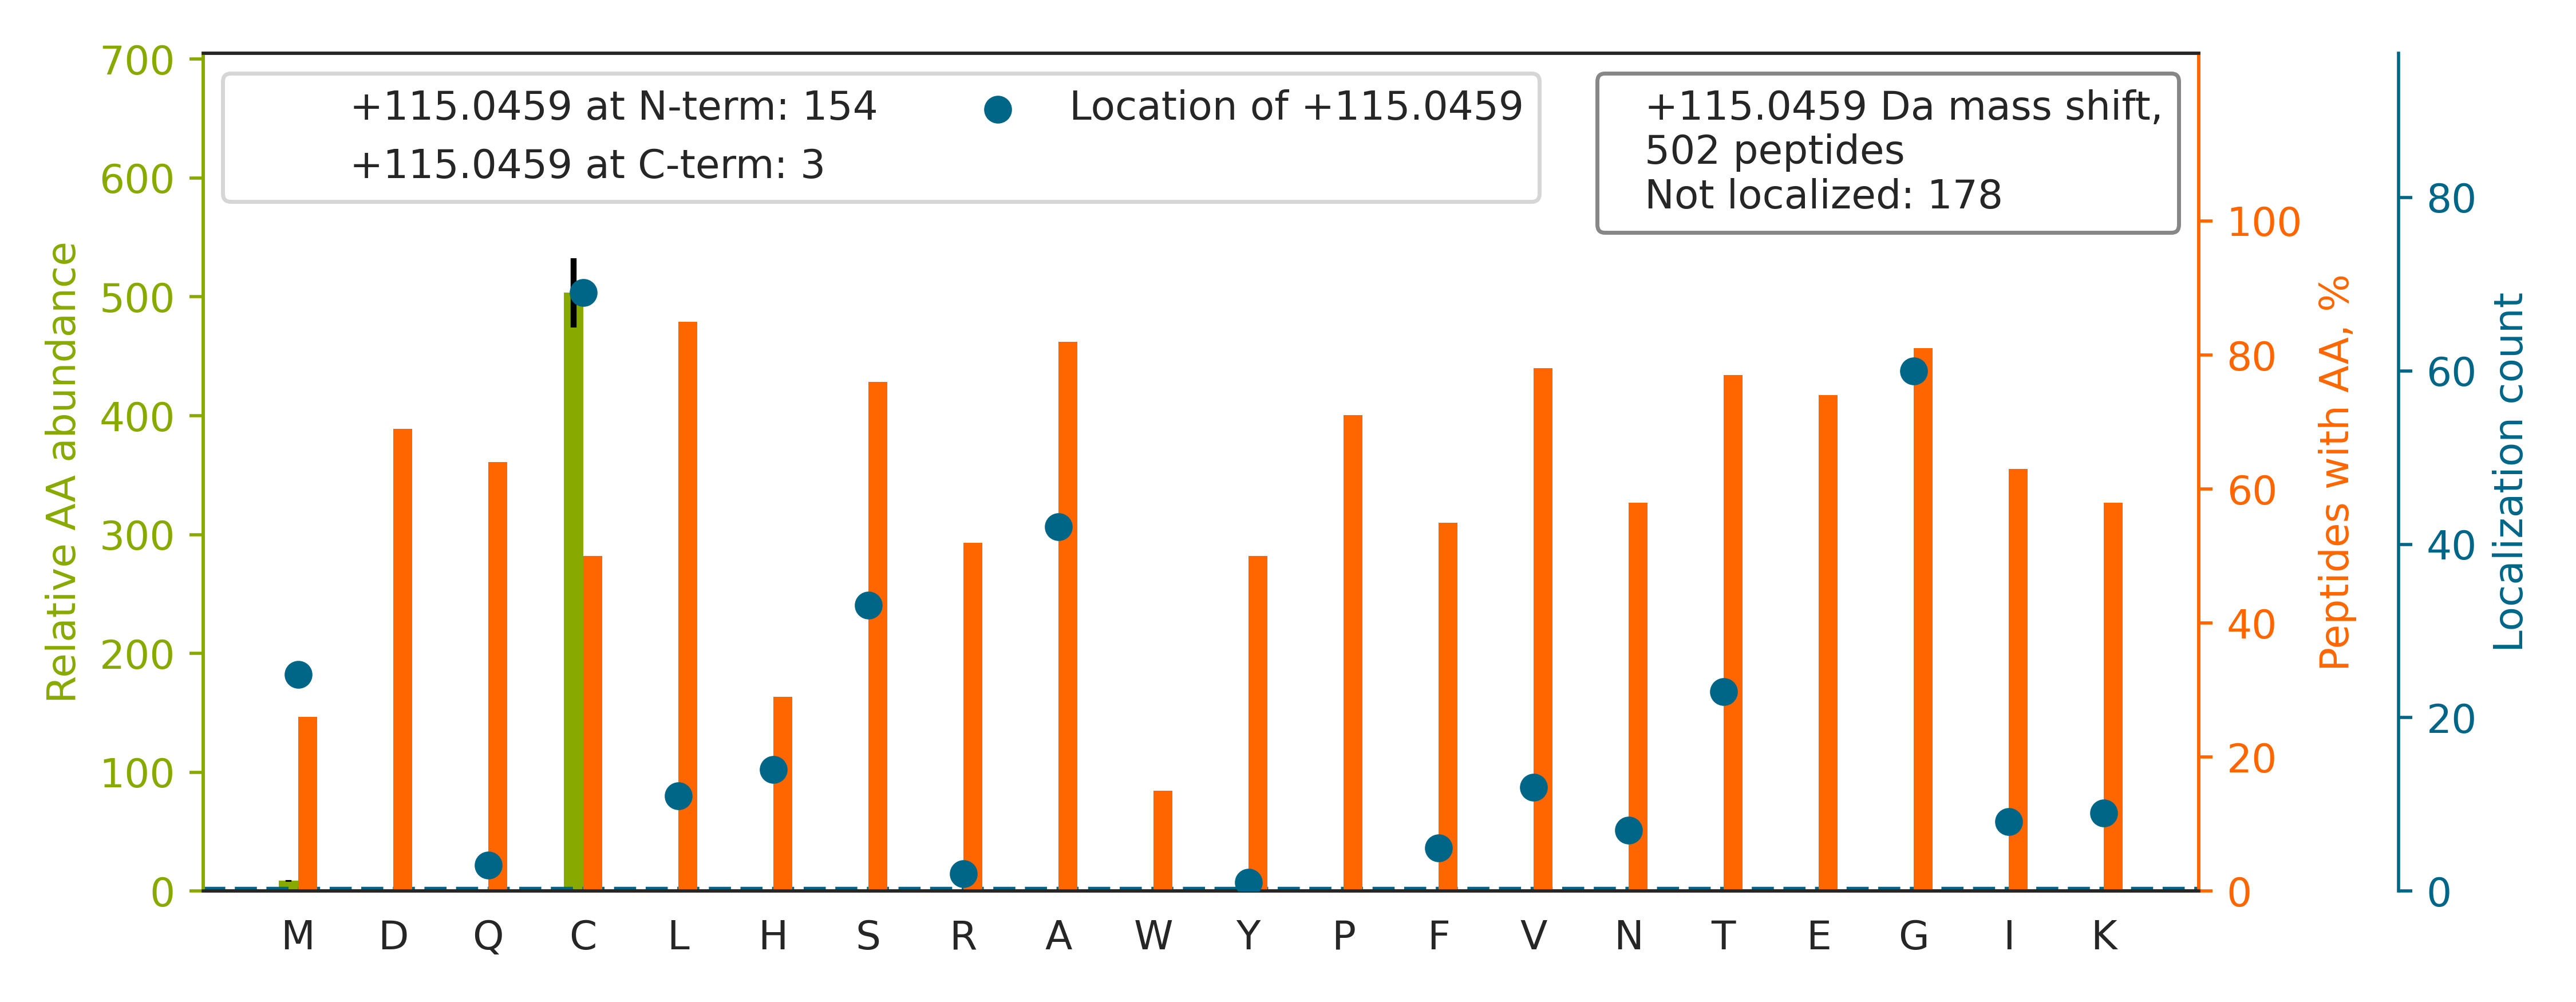 +115.0459 at N-term: 154
+115.0459 at C-term: 3
Location of +115.0459
+115.0459 Da mass shift,
502 peptides
Not localized: 178
Relative AA abundance
700
600
500
400
300
200
100
0
M D Q C L H S R A W Y P F V N T E G I K
100
80
60
40
20
0
Peptides with AA, %
80
60
40
20
0
Localization count